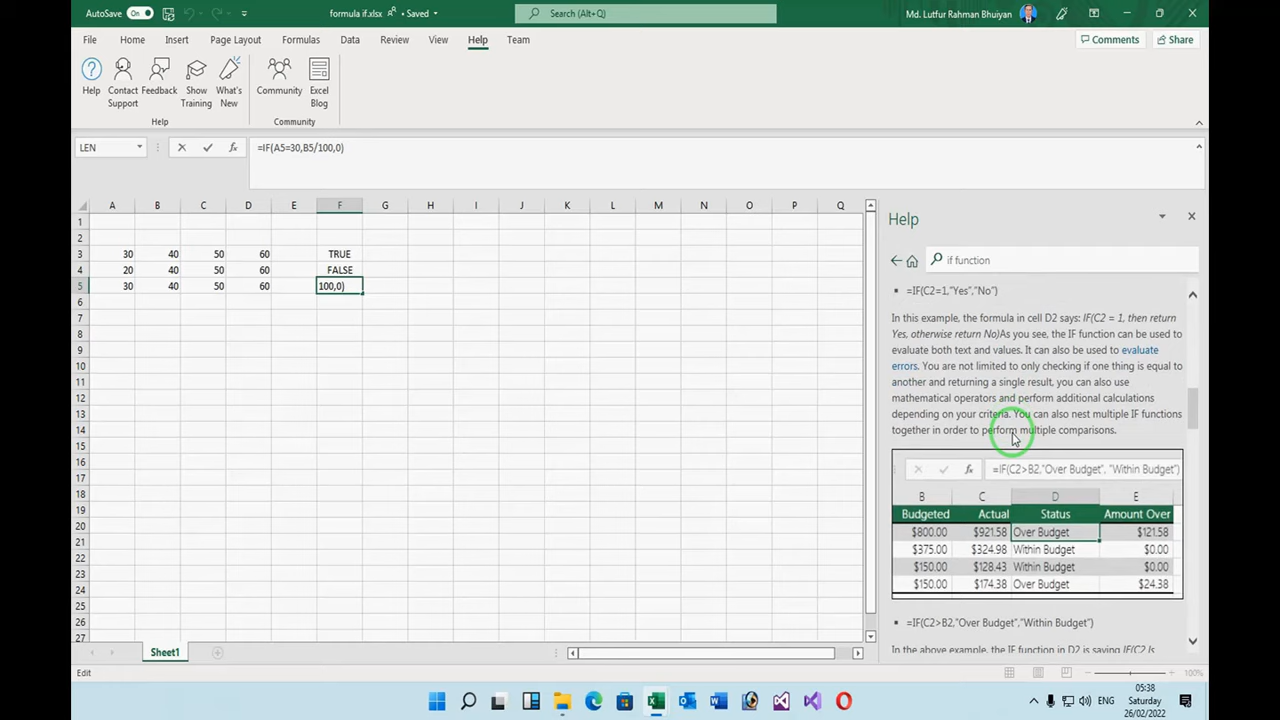 AutoSave On formula if.xlsx • Saved Search (Alt+Q) Md. Lutfur Rahman Bhuiyan
File Home Insert Page Layout Formulas Data Review View Help Team Comments Share
Help Contact Support Feedback Show Training What's New Community Excel Blog
Help Community
LEN fx =IF(A5=30,B5/100,0)
A B C D E F G H I J K L M N O P Q
1
2
3 30 40 50 60 TRUE
4 20 40 50 60 FALSE
5 30 40 50 60 100,0)
6
7
8
9
10
11
12
13
14
15
16
17
18
19
20
21
22
23
24
25
26
27
Sheet1
Edit
Help
if function
• =IF(C2=1,"Yes","No")
In this example, the formula in cell D2 says: IF(C2 = 1, then return
Yes, otherwise return No)As you see, the IF function can be used to
evaluate both text and values. It can also be used to evaluate
errors. You are not limited to only checking if one thing is equal to
another and returning a single result, you can also use
mathematical operators and perform additional calculations
depending on your criteria. You can also nest multiple IF functions
together in order to perform multiple comparisons.
fx =IF(C2>B2,"Over Budget", "Within Budget")
B C D E
Budgeted Actual Status Amount Over
$800.00 $921.58 Over Budget $121.58
$375.00 $324.98 Within Budget $0.00
$150.00 $128.43 Within Budget $0.00
$150.00 $174.38 Over Budget $24.38
• =IF(C2>B2,"Over Budget","Within Budget")
In the above example, the IF function in D2 is saying IF(C2 Is
100%
ENG
05:38
Saturday
26/02/2022